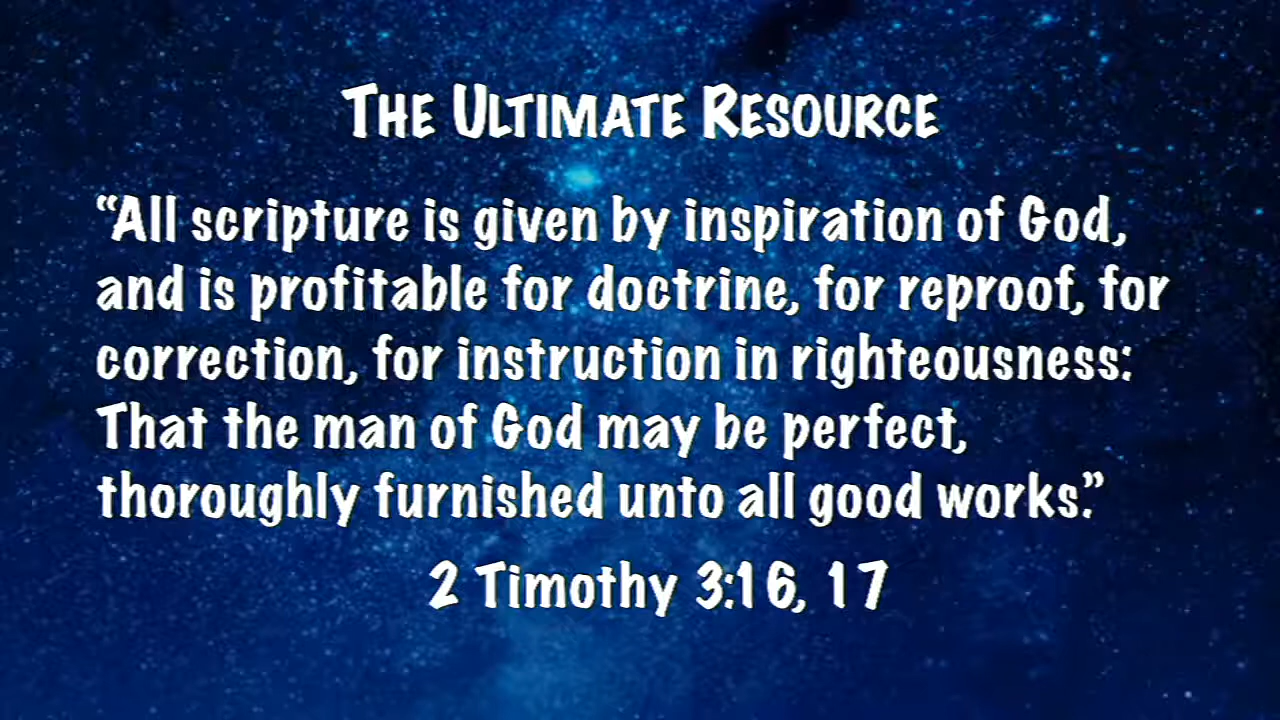 THE ULTIMATE RESOURCE
“All scripture is given by inspiration of God,
and is profitable for doctrine, for reproof, for
correction, for instruction in righteousness:
That the man of God may be perfect,
thoroughly furnished unto all good works.”
2 Timothy 3:16, 17